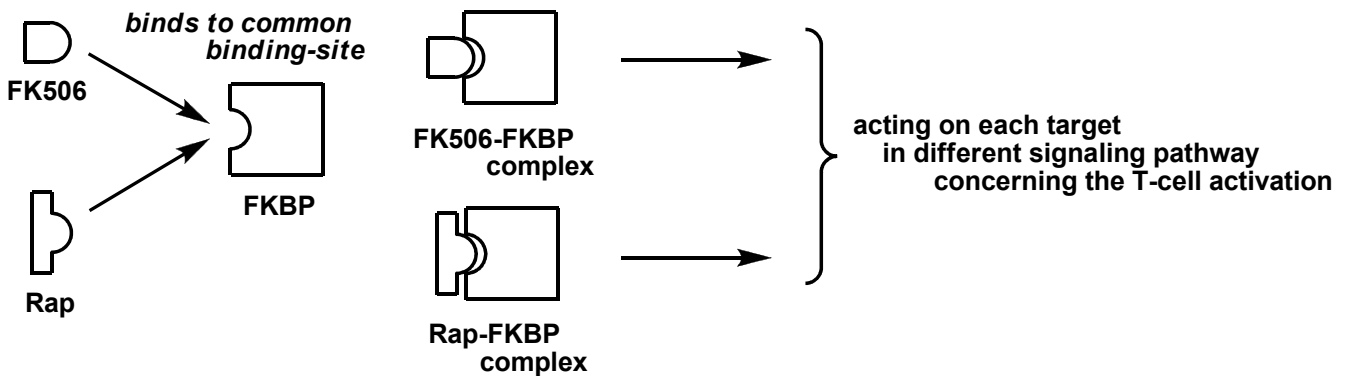 binds to common
binding-site
FK506
FKBP
Rap
FK506-FKBP
complex
Rap-FKBP
complex
acting on each target
in different signaling pathway
concerning the T-cell activation